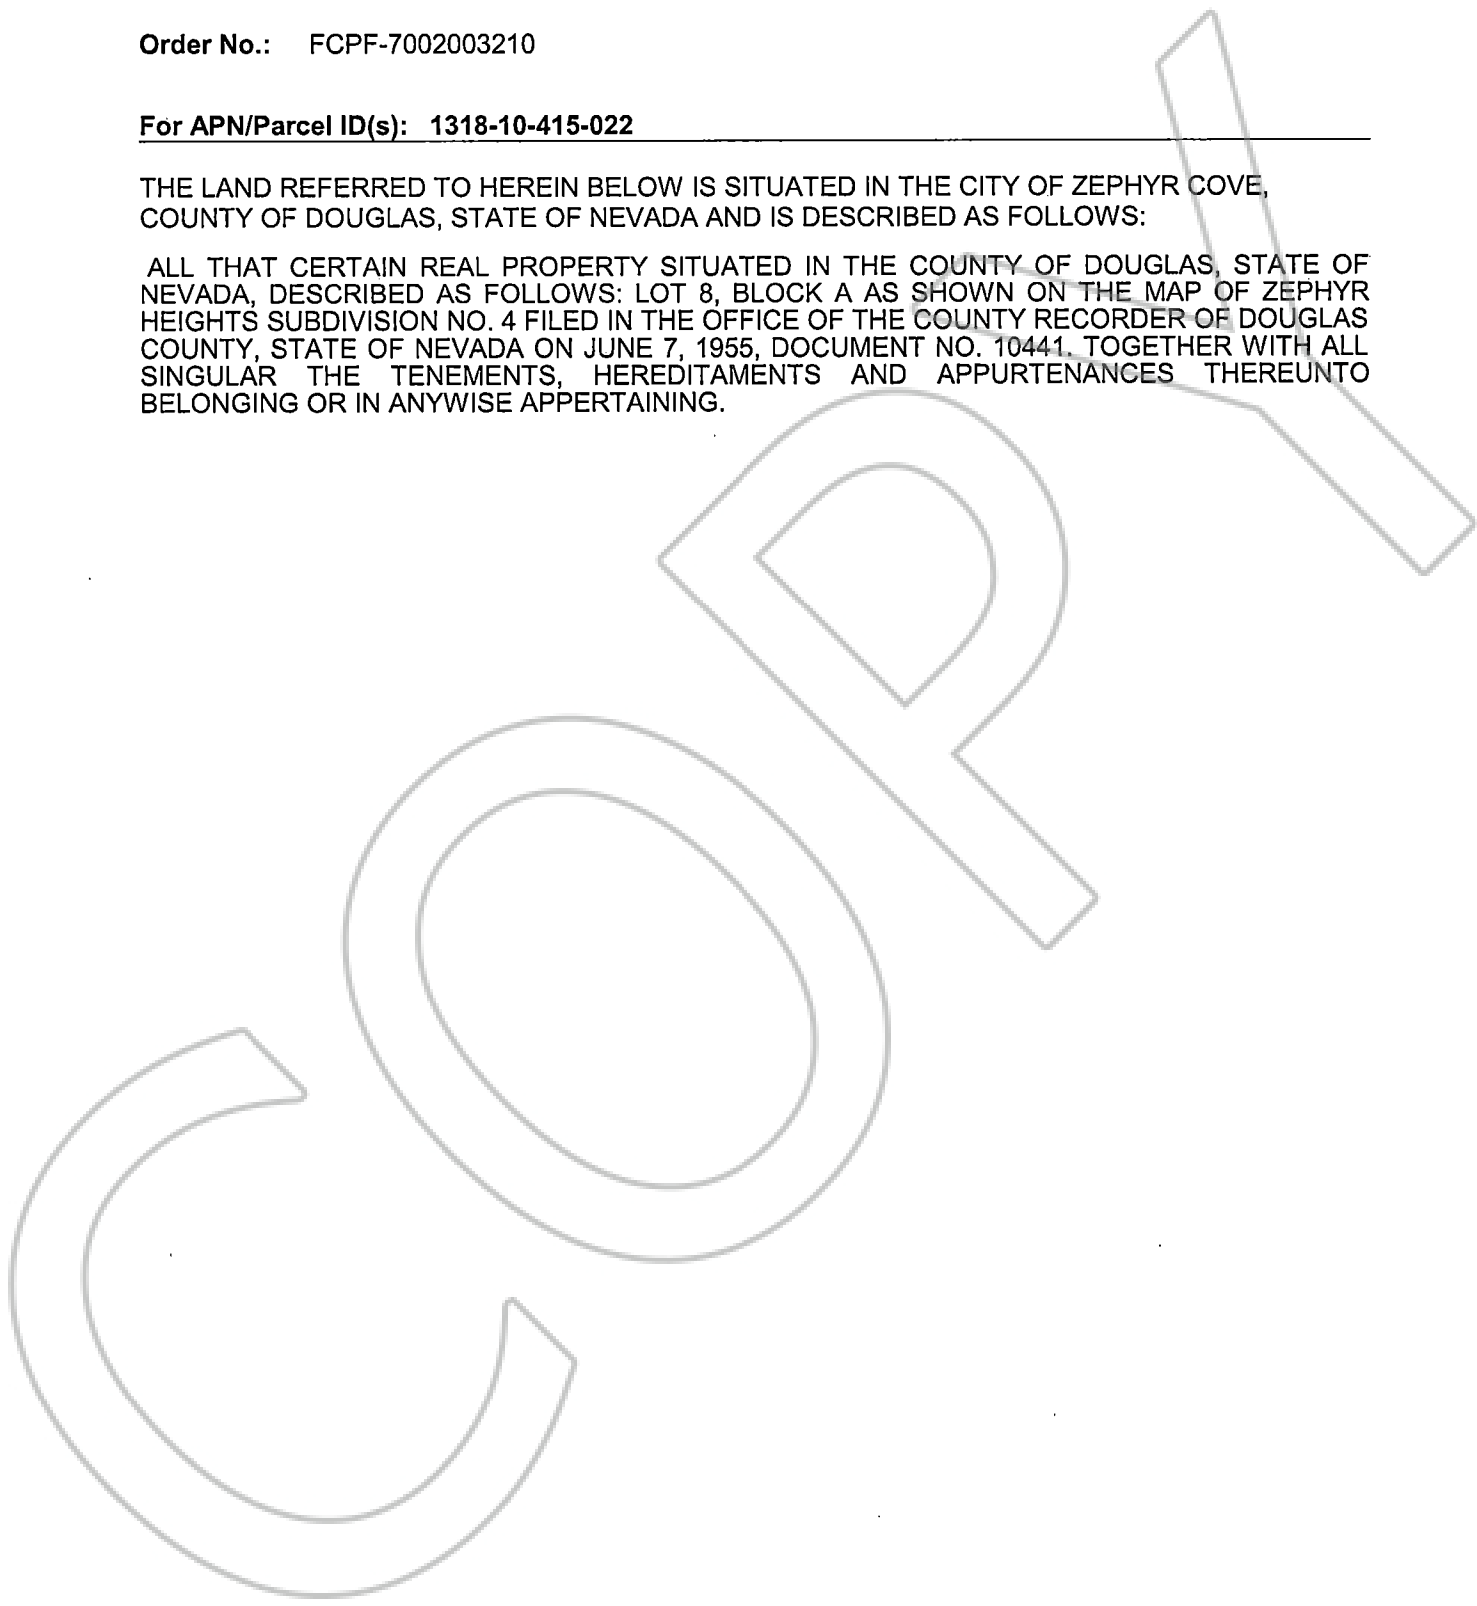 Order No.: FCPF-7002003210
For APN/Parcel ID(s): 1318-10-415-022
THE LAND REFERRED TO HEREIN BELOW IS SITUATED IN THE CITY OF ZEPHYR COVE,
COUNTY OF DOUGLAS, STATE OF NEVADA AND IS DESCRIBED AS FOLLOWS:
ALL THAT CERTAIN REAL PROPERTY SITUATED IN THE COUNTY OF DOUGLAS, STATE OF
NEVADA, DESCRIBED AS FOLLOWS: LOT 8, BLOCK A AS SHOWN ON THE MAP OF ZEPHYR
HEIGHTS SUBDIVISION NO. 4 FILED IN THE OFFICE OF THE COUNTY RECORDER OF DOUGLAS
COUNTY, STATE OF NEVADA ON JUNE 7, 1955, DOCUMENT NO. 10441. TOGETHER WITH ALL
SINGULAR THE TENEMENTS, HEREDITAMENTS AND APPURTENANCES THEREUNTO
BELONGING OR IN ANYWISE APPERTAINING.
COPY